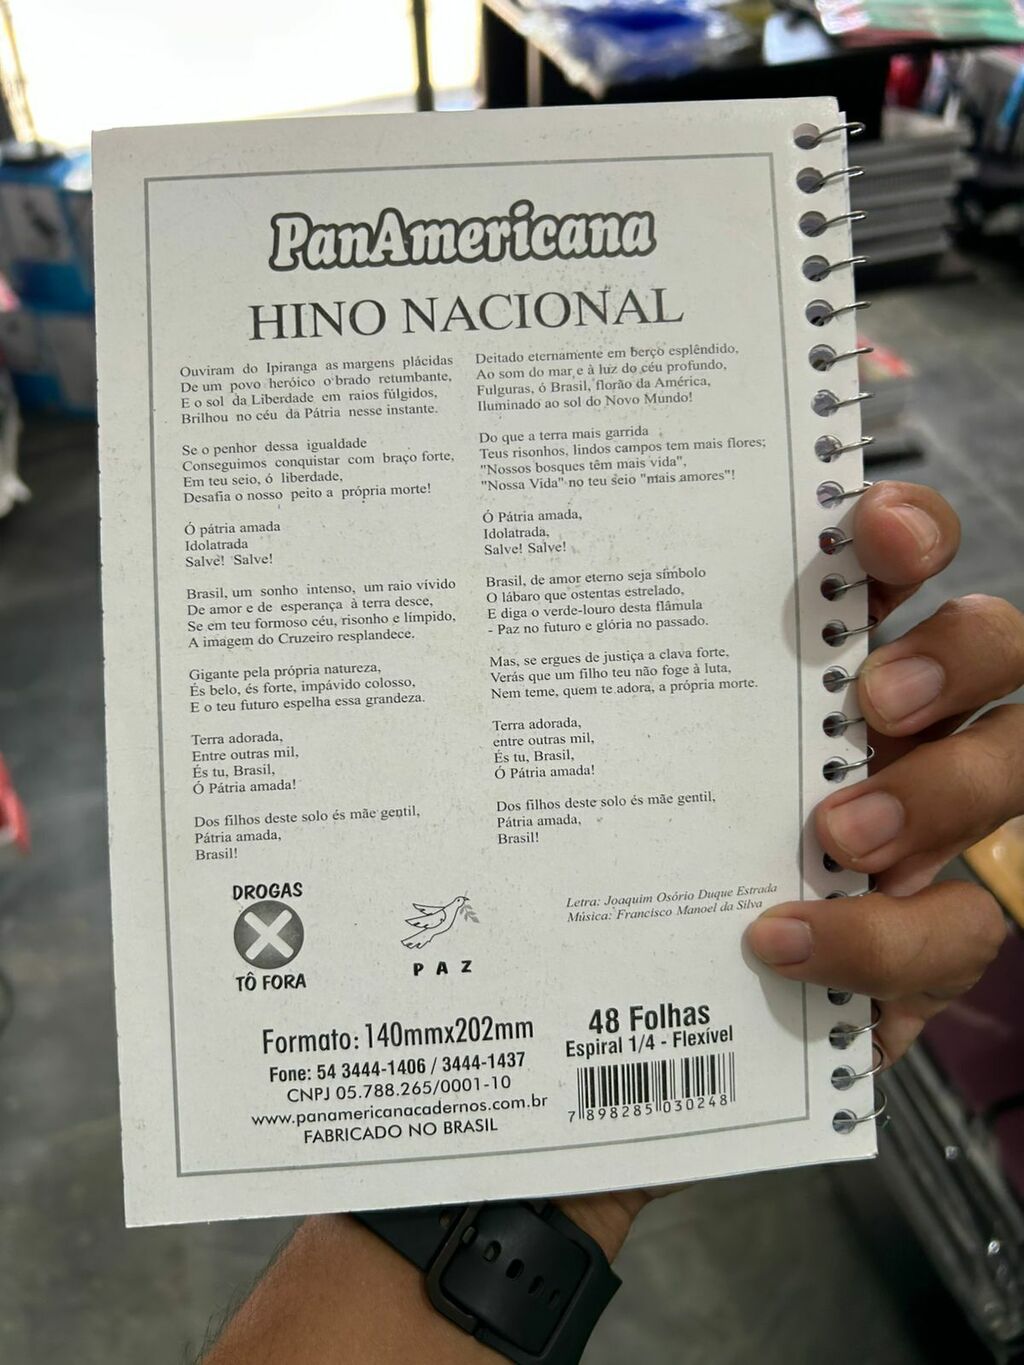 PanAmericana
HINO NACIONAL
Ouviram do Ipiranga as margens plácidas
De um povo heróico o brado retumbante,
E o sol da Liberdade em raios fúlgidos,
Brilhou no céu da Pátria nesse instante.
Se o penhor dessa igualdade
Conseguimos conquistar com braço forte,
Em teu seio, ó liberdade,
Desafia o nosso peito a própria morte!
Ó pátria amada
Idolatrada
Salve! Salve!
Brasil, um sonho intenso, um raio vívido
De amor e de esperança à terra desce,
Se em teu formoso céu, risonho e límpido,
A imagem do Cruzeiro resplandece.
Gigante pela própria natureza,
És belo, és forte, impávido colosso,
E o teu futuro espelha essa grandeza.
Terra adorada,
Entre outras mil,
És tu, Brasil,
Ó Pátria amada!
Dos filhos deste solo és mãe gentil,
Pátria amada,
Brasil!
Deitado eternamente em berço esplêndido,
Ao som do mar e à luz do céu profundo,
Fulguras, ó Brasil, florão da América,
Iluminado ao sol do Novo Mundo!
Do que a terra mais garrida
Teus risonhos, lindos campos tem mais flores;
"Nossos bosques têm mais vida",
"Nossa Vida" no teu seio "mais amores"!
Ó Pátria amada,
Idolatrada,
Salve! Salve!
Brasil, de amor eterno seja símbolo
O lábaro que ostentas estrelado,
E diga o verde-louro desta flâmula
- Paz no futuro e glória no passado.
Mas, se ergues de justiça a clava forte,
Verás que um filho teu não foge à luta,
Nem teme, quem te adora, a própria morte.
Terra adorada,
entre outras mil,
És tu, Brasil,
Ó Pátria amada!
Dos filhos deste solo és mãe gentil,
Pátria amada,
Brasil!
Letra: Joaquim Osório Duque Estrada
Música: Francisco Manoel da Silva
DROGAS
TÔ FORA
PAZ
Formato: 140mmx202mm
Fone: 54 3444-1406 / 3444-1437
CNPJ 05.788.265/0001-10
www.panamericanacadernos.com.br
FABRICADO NO BRASIL
48 Folhas
Espiral 1/4 - Flexível
7 898285 030248